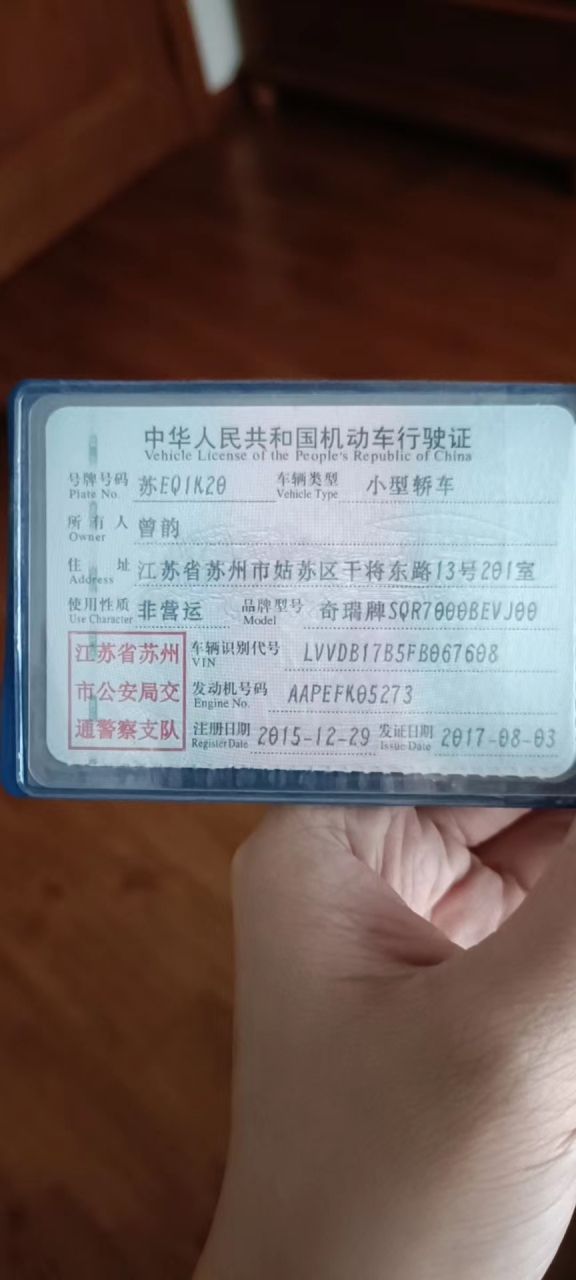 中华人民共和国机动车行驶证
Vehicle License of the People's Republic of China
号牌号码 苏EQ1K20 车辆类型 小型轿车
Plate No. Vehicle Type
所有人 曾韵
Owner
住址 江苏省苏州市姑苏区干将东路13号201室
Address
使用性质 非营运 品牌型号 奇瑞牌SQR7000BEVJ00
Use Character Model
江苏省苏州 车辆识别代号 LVVDB17B5FB067608
VIN
市公安局交 发动机号码 AAPEFK05273
Engine No.
通警察支队 注册日期 2015-12-29 发证日期 2017-08-03
Register Date Issue Date